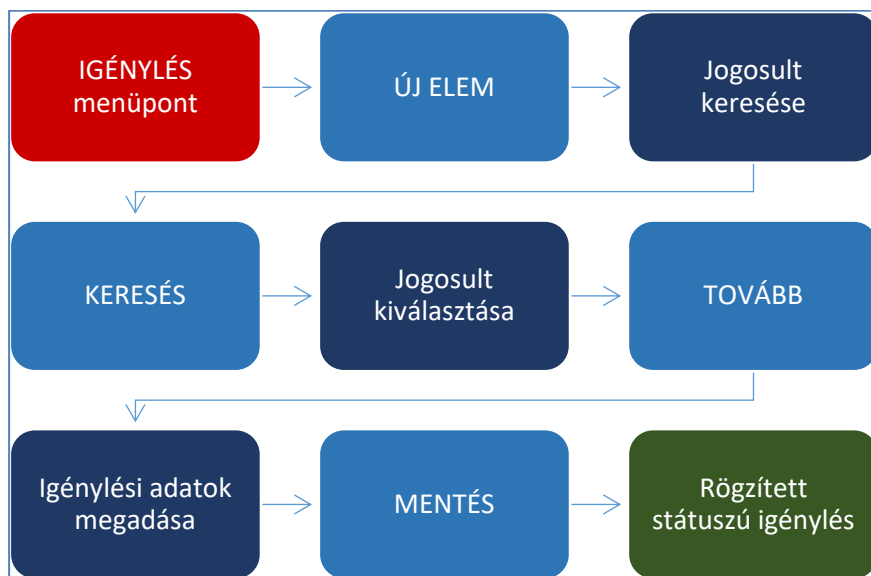 IGÉNYLÉS
menüpont
ÚJ ELEM
Jogosult
keresése
KERESÉS
Jogosult
kiválasztása
TOVÁBB
Igénylési adatok
megadása
MENTÉS
Rögzített
státuszú igénylés